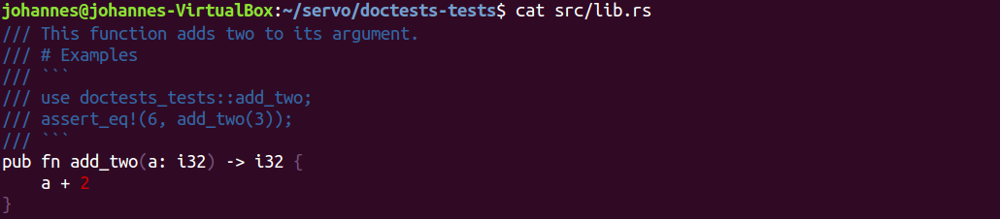 johannes@johannes-VirtualBox:~/servo/doctests-tests$ cat src/lib.rs
/// This function adds two to its argument.
/// # Examples
/// ```
/// use doctests_tests::add_two;
/// assert_eq!(6, add_two(3));
/// ```
pub fn add_two(a: i32) -> i32 {
    a + 2
}